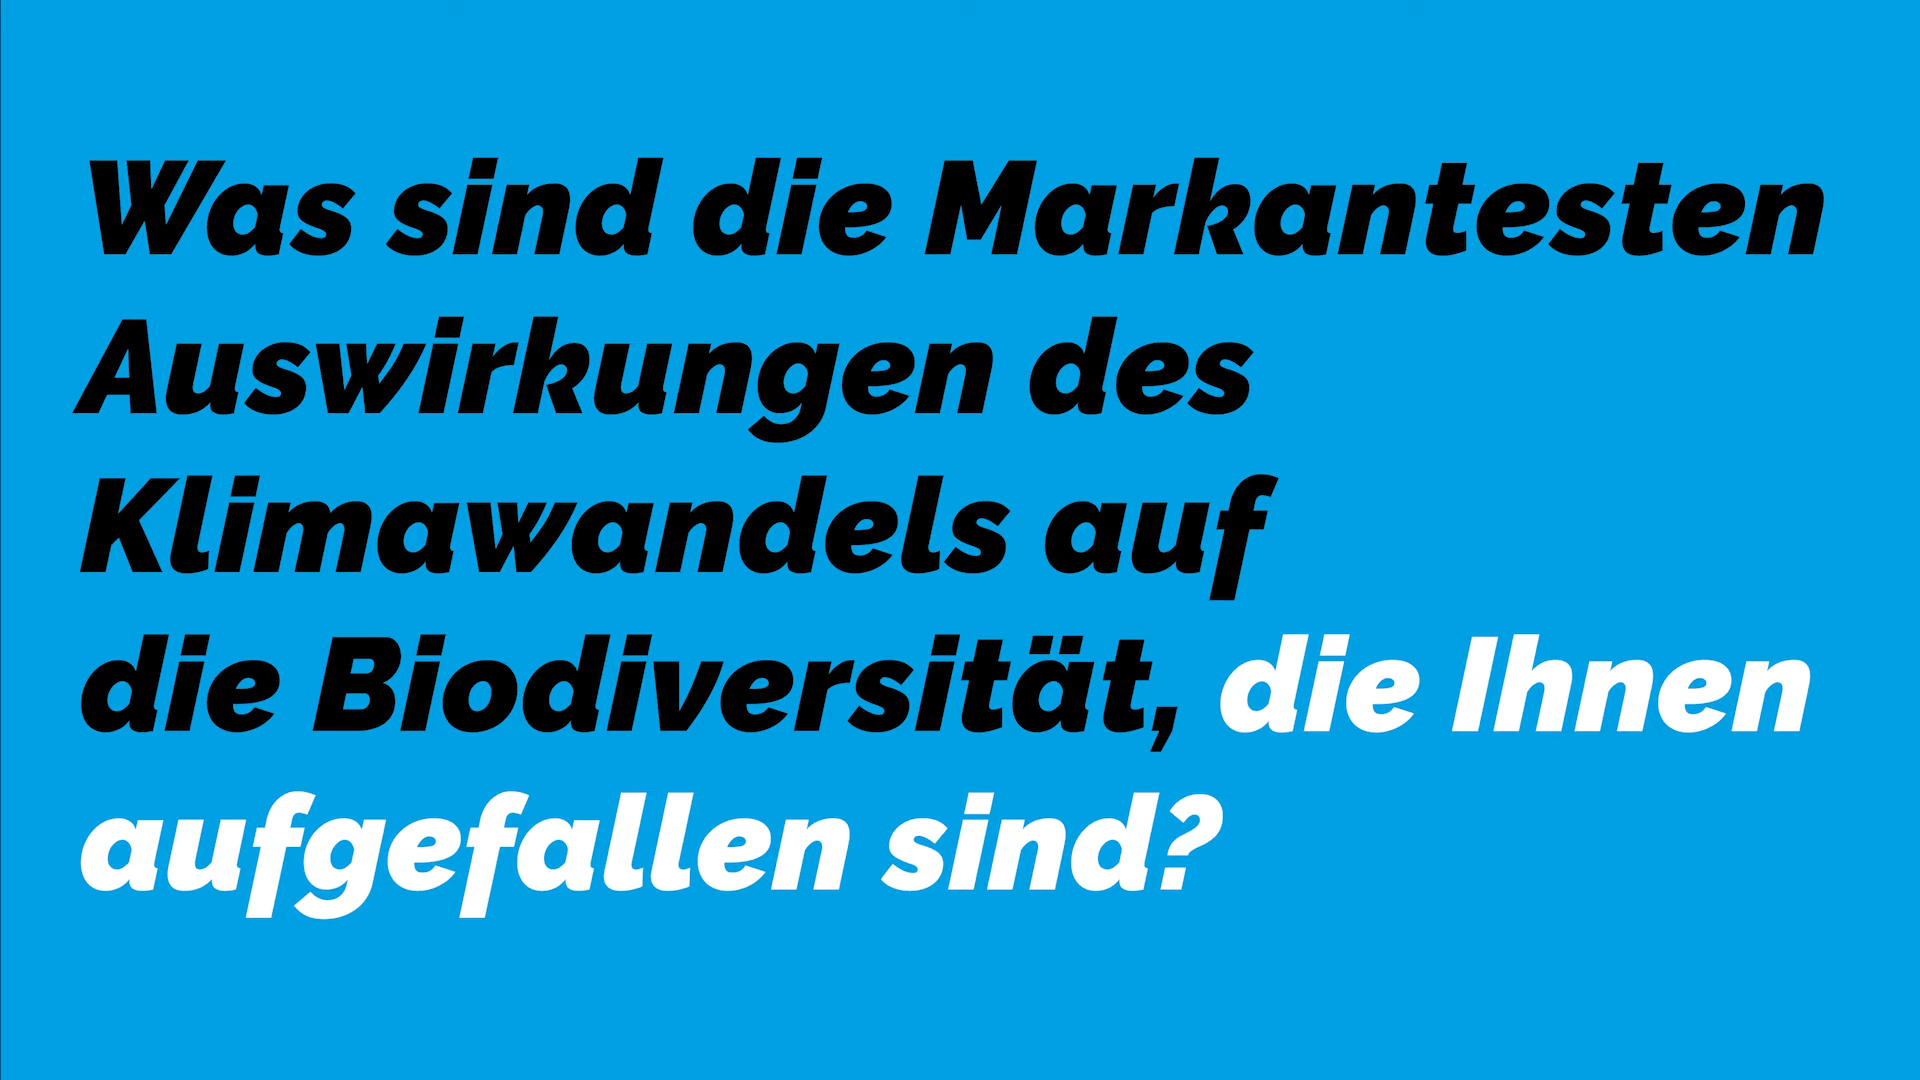 Was sind die Markantesten
Auswirkungen des
Klimawandels auf
die Biodiversität, die Ihnen
aufgefallen sind?